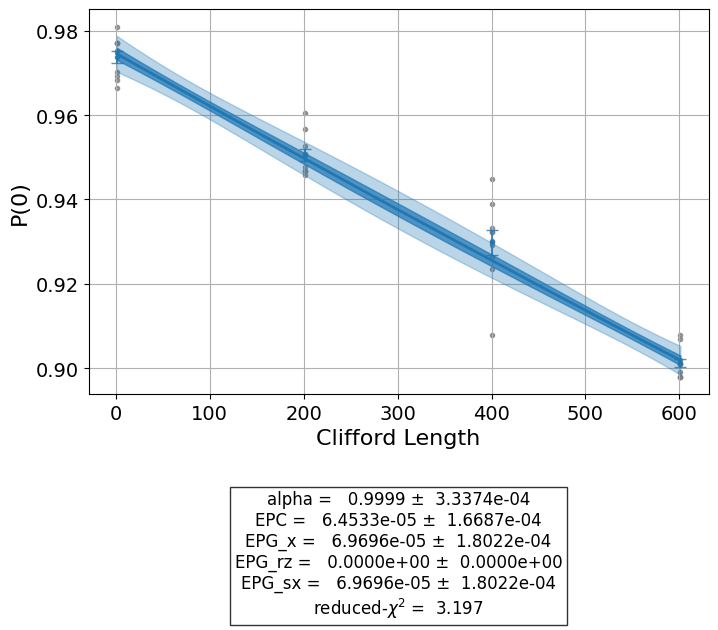 0.98
0.96
0.94
0.92
0.90
P(0)
0 100 200 300 400 500 600
Clifford Length
alpha = 0.9999 ± 3.3374e-04
EPC = 6.4533e-05 ± 1.6687e-04
EPG_x = 6.9696e-05 ± 1.8022e-04
EPG_rz = 0.0000e+00 ± 0.0000e+00
EPG_sx = 6.9696e-05 ± 1.8022e-04
reduced-χ² = 3.197